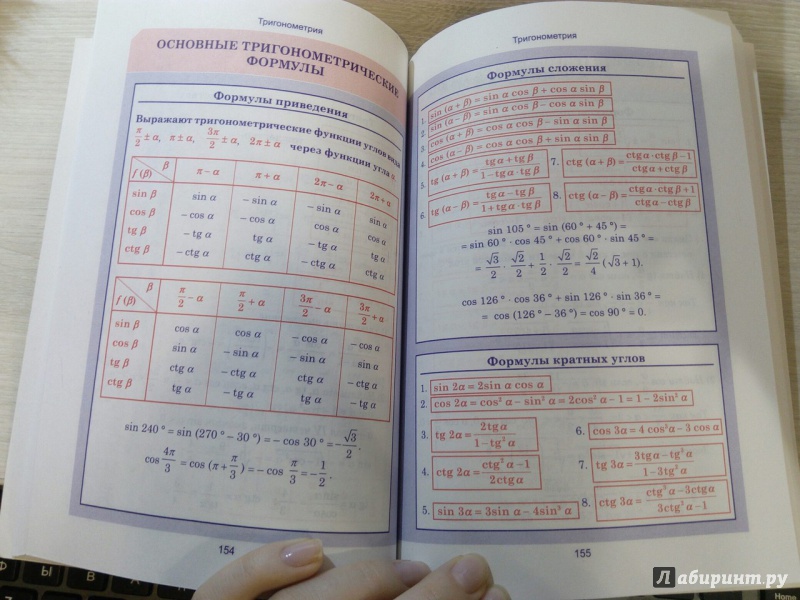 Тригонометрия
ОСНОВНЫЕ ТРИГОНОМЕТРИЧЕСКИЕ
ФОРМУЛЫ
Формулы приведения
Выражают тригонометрические функции углов вида
π/2 ± α, π ± α, 3π/2 ± α, 2π ± α через функции угла α
f(β) β π – α π + α 2π – α 2π + α
sin β sin α – sin α – sin α sin α
cos β – cos α – cos α cos α cos α
tg β – tg α tg α – tg α tg α
ctg β – ctg α ctg α – ctg α ctg α
f(β) β π/2 – α π/2 + α 3π/2 – α 3π/2 + α
sin β cos α cos α – cos α – cos α
cos β sin α – sin α – sin α sin α
tg β ctg α – ctg α ctg α – ctg α
ctg β tg α – tg α tg α – tg α
sin 240° = sin (270° – 30°) = – cos 30° = – √3/2.
cos 4π/3 = cos (π + π/3) = – cos π/3 = – 1/2.
154
Тригонометрия
Формулы сложения
1. sin (α + β) = sin α cos β + cos α sin β
2. sin (α – β) = sin α cos β – cos α sin β
3. cos (α + β) = cos α cos β – sin α sin β
4. cos (α – β) = cos α cos β + sin α sin β
5. tg (α + β) = (tg α + tg β)/(1 – tg α · tg β) 7. ctg (α + β) = (ctg α · ctg β – 1)/(ctg α + ctg β)
6. tg (α – β) = (tg α – tg β)/(1 + tg α · tg β) 8. ctg (α – β) = (ctg α · ctg β + 1)/(ctg α – ctg β)
sin 105° = sin (60° + 45°) =
= sin 60° · cos 45° + cos 60° · sin 45° =
= √3/2 · √2/2 + 1/2 · √2/2 = √2/4 (√3 + 1).
cos 126° · cos 36° + sin 126° · sin 36° =
= cos (126° – 36°) = cos 90° = 0.
Формулы кратных углов
1. sin 2α = 2sin α cos α
2. cos 2α = cos² α – sin² α = 2cos² α – 1 = 1 – 2sin² α
3. tg 2α = 2tg α/(1 – tg² α) 6. cos 3α = 4 cos³ α – 3 cos α
4. ctg 2α = (ctg² α – 1)/(2ctg α) 7. tg 3α = (3tg α – tg³ α)/(1 – 3tg² α)
5. sin 3α = 3sin α – 4sin³ α 8. ctg 3α = (ctg³ α – 3ctg α)/(3ctg² α – 1)
155
Ф Ы В
Home
Лабиринт.ру